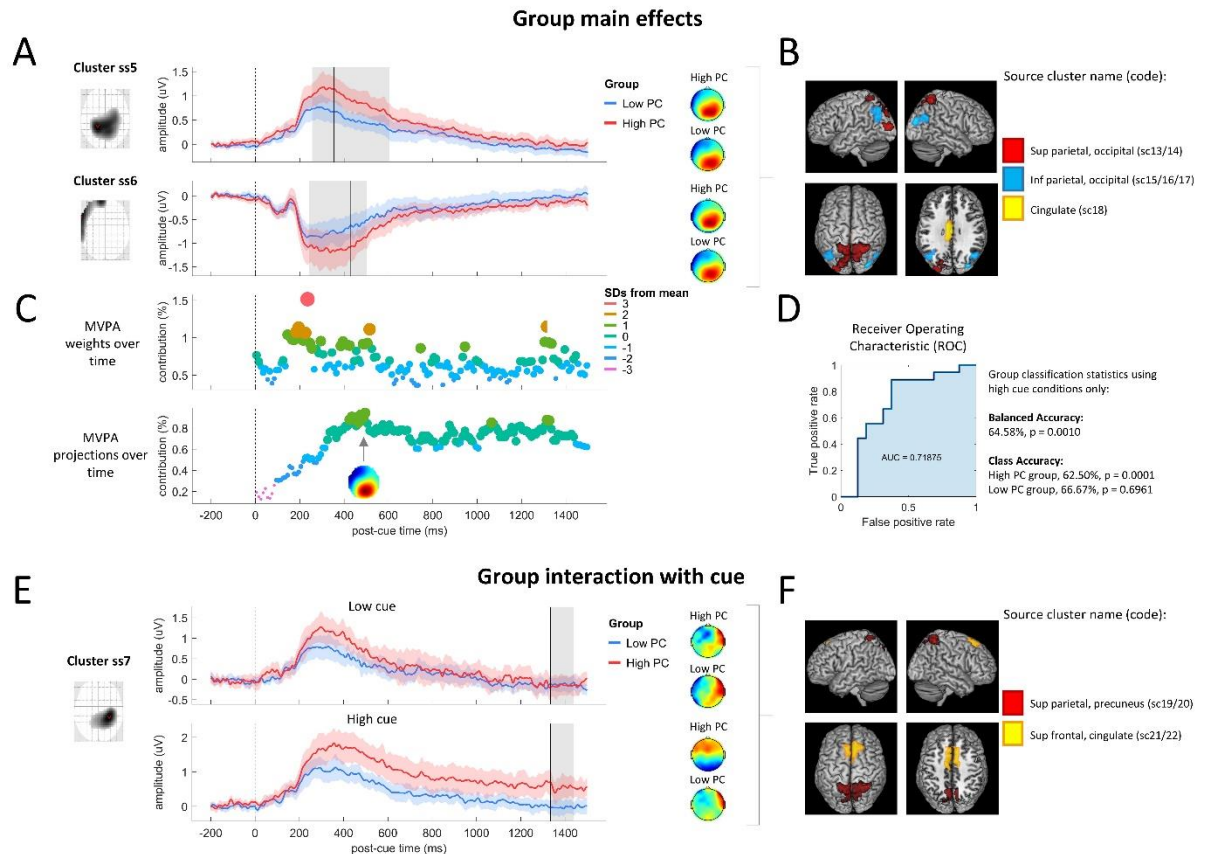 Group main effects
A
Cluster ss5
amplitude (uV)
1.5
1
0.5
0
Group
Low PC
High PC
High PC
Low PC
Cluster ss6
amplitude (uV)
0
-0.5
-1
-1.5
High PC
Low PC
B
Source cluster name (code):
Sup parietal, occipital (sc13/14)
Inf parietal, occipital (sc15/16/17)
Cingulate (sc18)
C
MVPA
weights over
time
contribution (%)
1.5
1
0.5
SDs from mean
3
2
1
0
-1
-2
-3
MVPA
projections over
time
contribution (%)
0.8
0.6
0.4
0.2
-200 0 200 400 600 800 1000 1200 1400
post-cue time (ms)
D
Receiver Operating
Characteristic (ROC)
True positive rate
1
0.5
0
AUC = 0.71875
0 0.5 1
False positive rate
Group classification statistics using
high cue conditions only:
Balanced Accuracy:
64.58%, p = 0.0010
Class Accuracy:
High PC group, 62.50%, p = 0.0001
Low PC group, 66.67%, p = 0.6961
Group interaction with cue
E
Cluster ss7
Low cue
amplitude (uV)
1.5
1
0.5
0
-0.5
Group
Low PC
High PC
High PC
Low PC
High cue
amplitude (uV)
2
1
0
High PC
Low PC
-200 0 200 400 600 800 1000 1200 1400
post-cue time (ms)
F
Source cluster name (code):
Sup parietal, precuneus (sc19/20)
Sup frontal, cingulate (sc21/22)